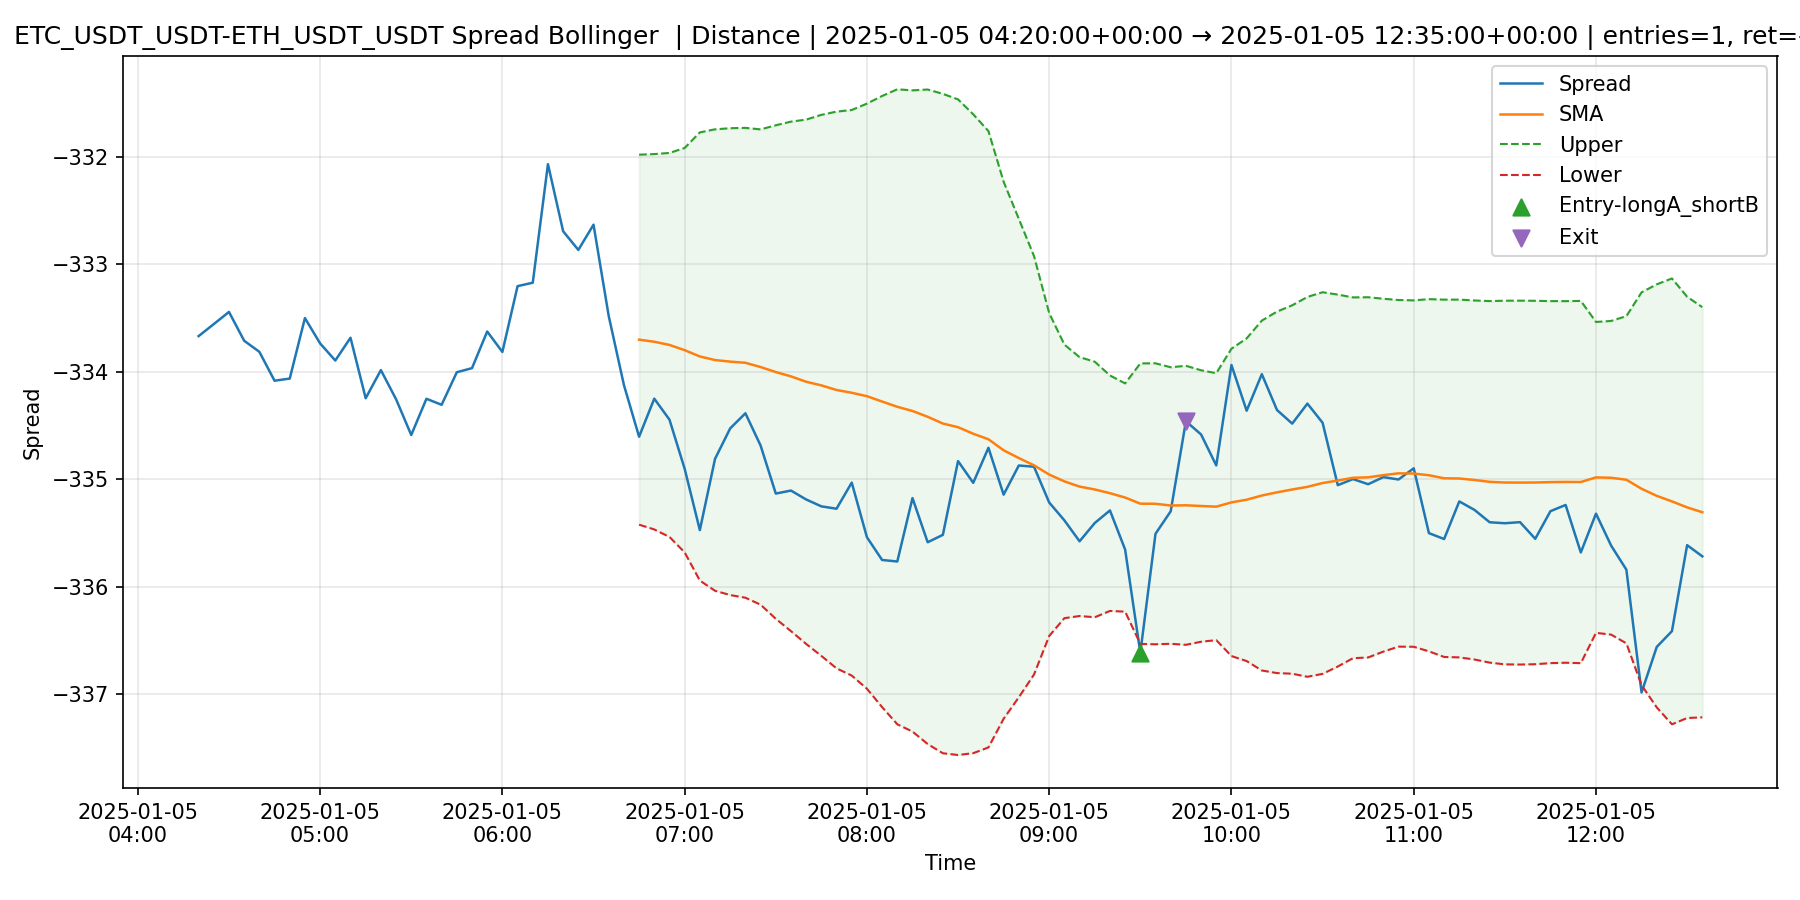 ETC_USDT_USDT-ETH_USDT_USDT Spread Bollinger | Distance | 2025-01-05 04:20:00+00:00 → 2025-01-05 12:35:00+00:00 | entries=1, ret=
Spread
SMA
Upper
Lower
Entry-longA_shortB
Exit
−332
−333
−334
−335
−336
−337
Spread
2025-01-05
04:00
2025-01-05
05:00
2025-01-05
06:00
2025-01-05
07:00
2025-01-05
08:00
2025-01-05
09:00
2025-01-05
10:00
2025-01-05
11:00
2025-01-05
12:00
Time